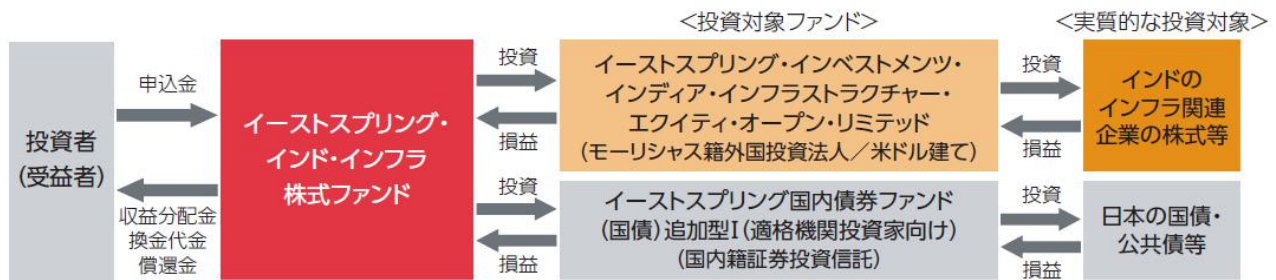 ＜投資対象ファンド＞
＜実質的な投資対象＞
投資者
(受益者)
申込金
収益分配金
換金代金
償還金
イーストスプリング・
インド・インフラ
株式ファンド
投資
損益
イーストスプリング・インベストメンツ・
インディア・インフラストラクチャー・
エクイティ・オープン・リミテッド
(モーリシャス籍外国投資法人／米ドル建て)
投資
損益
インドの
インフラ関連
企業の株式等
投資
損益
イーストスプリング国内債券ファンド
(国債)追加型I(適格機関投資家向け)
(国内籍証券投資信託)
投資
損益
日本の国債・
公共債等